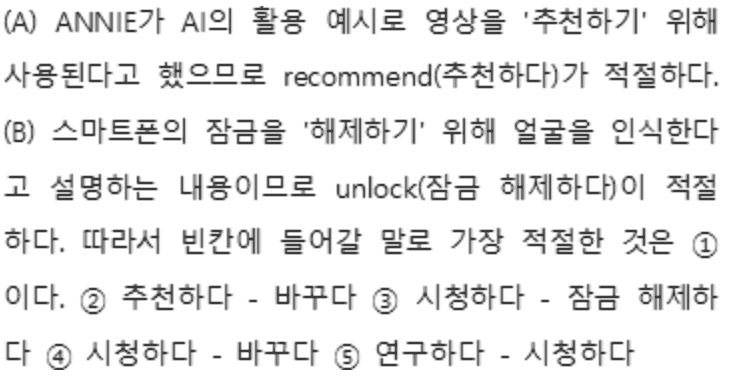 (A) ANNIE가 AI의 활용 예시로 영상을 '추천하기' 위해
사용된다고 했으므로 recommend(추천하다)가 적절하다.
(B) 스마트폰의 잠금을 '해제하기' 위해 얼굴을 인식한다
고 설명하는 내용이므로 unlock(잠금 해제하다)이 적절
하다. 따라서 빈칸에 들어갈 말로 가장 적절한 것은 ①
이다. ② 추천하다 - 바꾸다 ③ 시청하다 - 잠금 해제하
다 ④ 시청하다 - 바꾸다 ⑤ 연구하다 - 시청하다